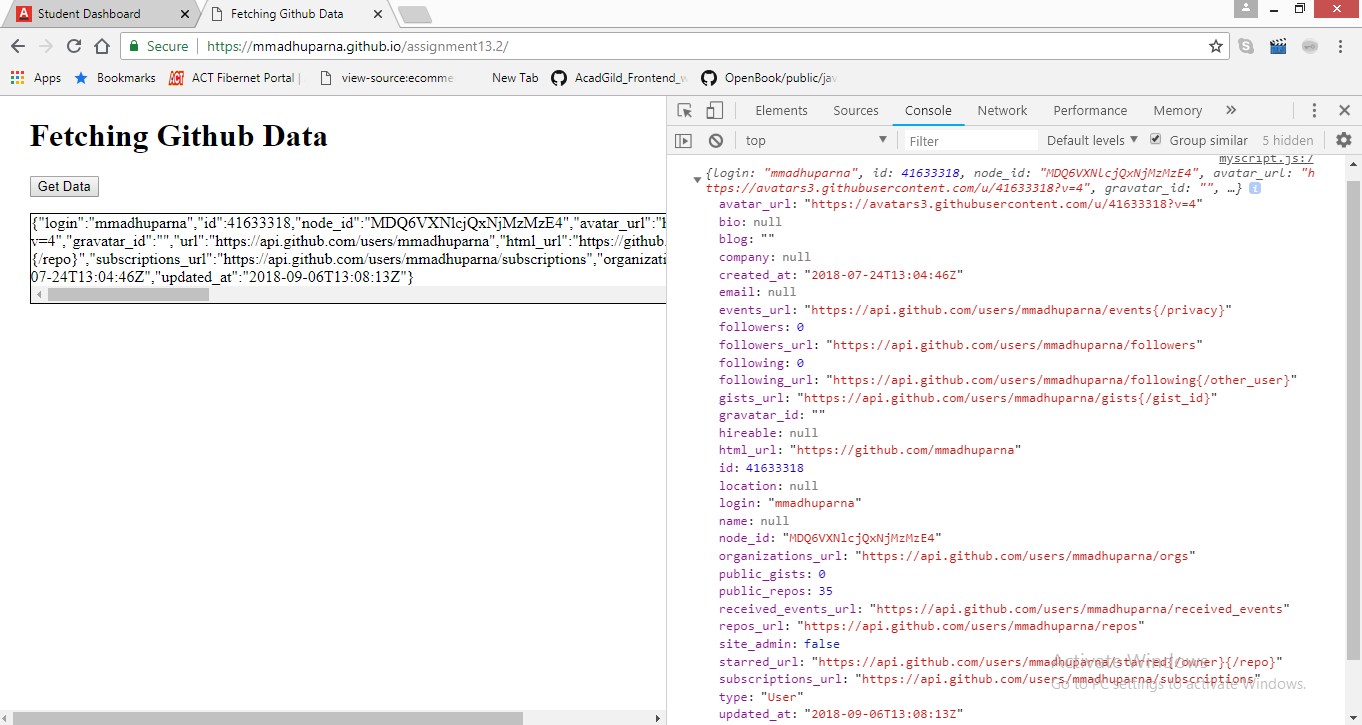 Student Dashboard
Fetching Github Data
Secure
https://mmadhuparna.github.io/assignment13.2/
Apps
Bookmarks
ACT
ACT Fibernet Portal |
view-source:ecomme
New Tab
AcadGild_Frontend_w
OpenBook/public/jav
Fetching Github Data
Get Data
{"login":"mmadhuparna","id":41633318,"node_id":"MDQ6VXNlcjQxNjMzMzE4","avatar_url":"h
v=4","gravatar_id":"","url":"https://api.github.com/users/mmadhuparna","html_url":"https://github.
{/repo}","subscriptions_url":"https://api.github.com/users/mmadhuparna/subscriptions","organizati
07-24T13:04:46Z","updated_at":"2018-09-06T13:08:13Z"}
Elements
Sources
Console
Network
Performance
Memory
top
Filter
Default levels
Group similar
5 hidden
myscript.js:7
{login: "mmadhuparna", id: 41633318, node_id: "MDQ6VXNlcjQxNjMzMzE4", avatar_url: "h
ttps://avatars3.githubusercontent.com/u/41633318?v=4", gravatar_id: "", …}
avatar_url: "https://avatars3.githubusercontent.com/u/41633318?v=4"
bio: null
blog: ""
company: null
created_at: "2018-07-24T13:04:46Z"
email: null
events_url: "https://api.github.com/users/mmadhuparna/events{/privacy}"
followers: 0
followers_url: "https://api.github.com/users/mmadhuparna/followers"
following: 0
following_url: "https://api.github.com/users/mmadhuparna/following{/other_user}"
gists_url: "https://api.github.com/users/mmadhuparna/gists{/gist_id}"
gravatar_id: ""
hireable: null
html_url: "https://github.com/mmadhuparna"
id: 41633318
location: null
login: "mmadhuparna"
name: null
node_id: "MDQ6VXNlcjQxNjMzMzE4"
organizations_url: "https://api.github.com/users/mmadhuparna/orgs"
public_gists: 0
public_repos: 35
received_events_url: "https://api.github.com/users/mmadhuparna/received_events"
repos_url: "https://api.github.com/users/mmadhuparna/repos"
site_admin: false
starred_url: "https://api.github.com/users/mmadhuparna/starred{/owner}{/repo}"
subscriptions_url: "https://api.github.com/users/mmadhuparna/subscriptions"
type: "User"
updated_at: "2018-09-06T13:08:13Z"
Activate Windows
Go to PC settings to activate Windows.